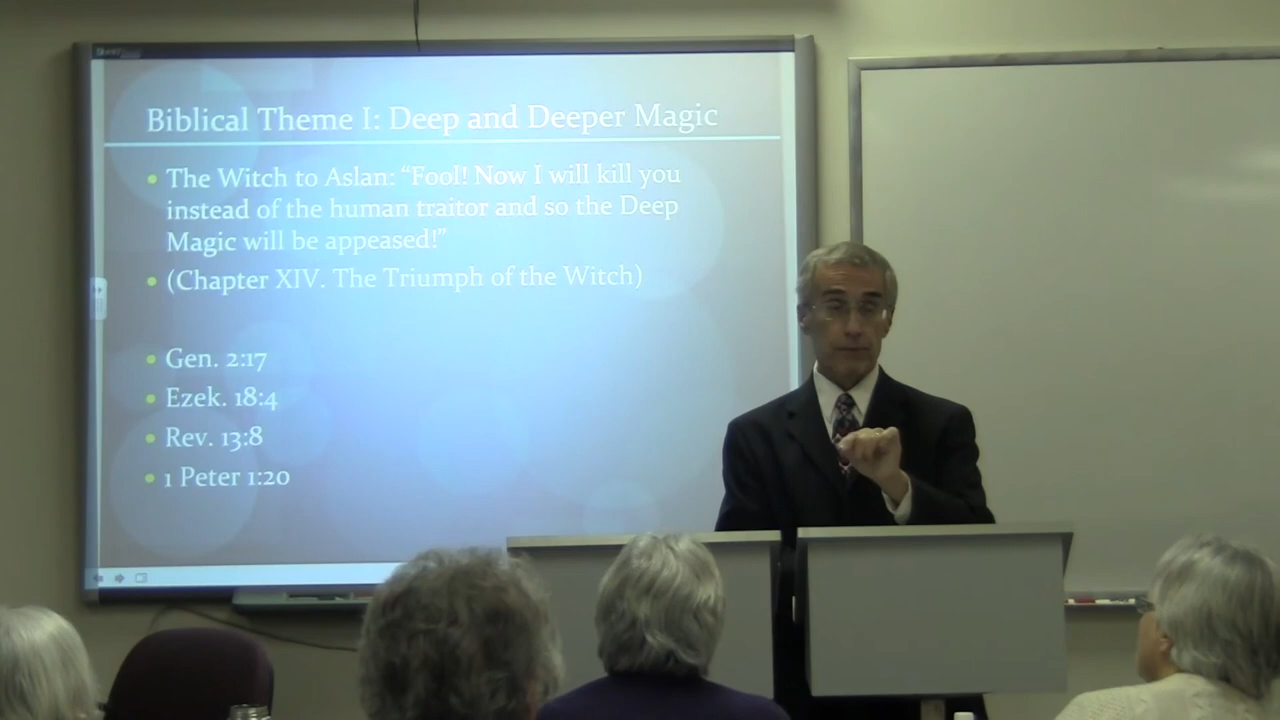 Biblical Theme I: Deep and Deeper Magic
• The Witch to Aslan: “Fool! Now I will kill you
instead of the human traitor and so the Deep
Magic will be appeased!”
• (Chapter XIV. The Triumph of the Witch)
• Gen. 2:17
• Ezek. 18:4
• Rev. 13:8
• 1 Peter 1:20